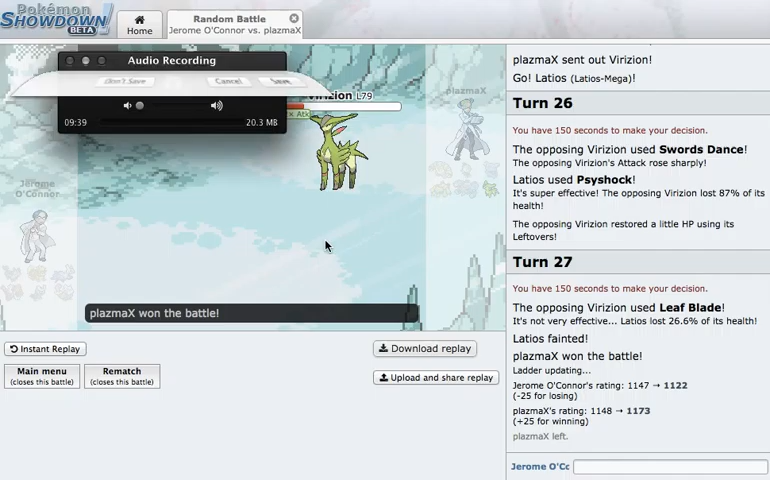 Pokémon
SHOWDOWN!
BETA
Home
Random Battle
Jerome O'Connor vs. plazmaX
Audio Recording
Don't Save
Cancel
Save
09:39
20.3 MB
Virizion L79
Atk
plazmaX
Jerome
O'Connor
plazmaX won the battle!
Instant Replay
Download replay
Main menu
(closes this battle)
Rematch
(closes this battle)
Upload and share replay
plazmaX sent out Virizion!
Go! Latios (Latios-Mega)!
Turn 26
You have 150 seconds to make your decision.
The opposing Virizion used Swords Dance!
The opposing Virizion's Attack rose sharply!
Latios used Psyshock!
It's super effective! The opposing Virizion lost 87% of its
health!
The opposing Virizion restored a little HP using its
Leftovers!
Turn 27
You have 150 seconds to make your decision.
The opposing Virizion used Leaf Blade!
It's not very effective... Latios lost 26.6% of its health!
Latios fainted!
plazmaX won the battle!
Ladder updating...
Jerome O'Connor's rating: 1147 → 1122
(-25 for losing)
plazmaX's rating: 1148 → 1173
(+25 for winning)
plazmaX left.
Jerome O'Cc